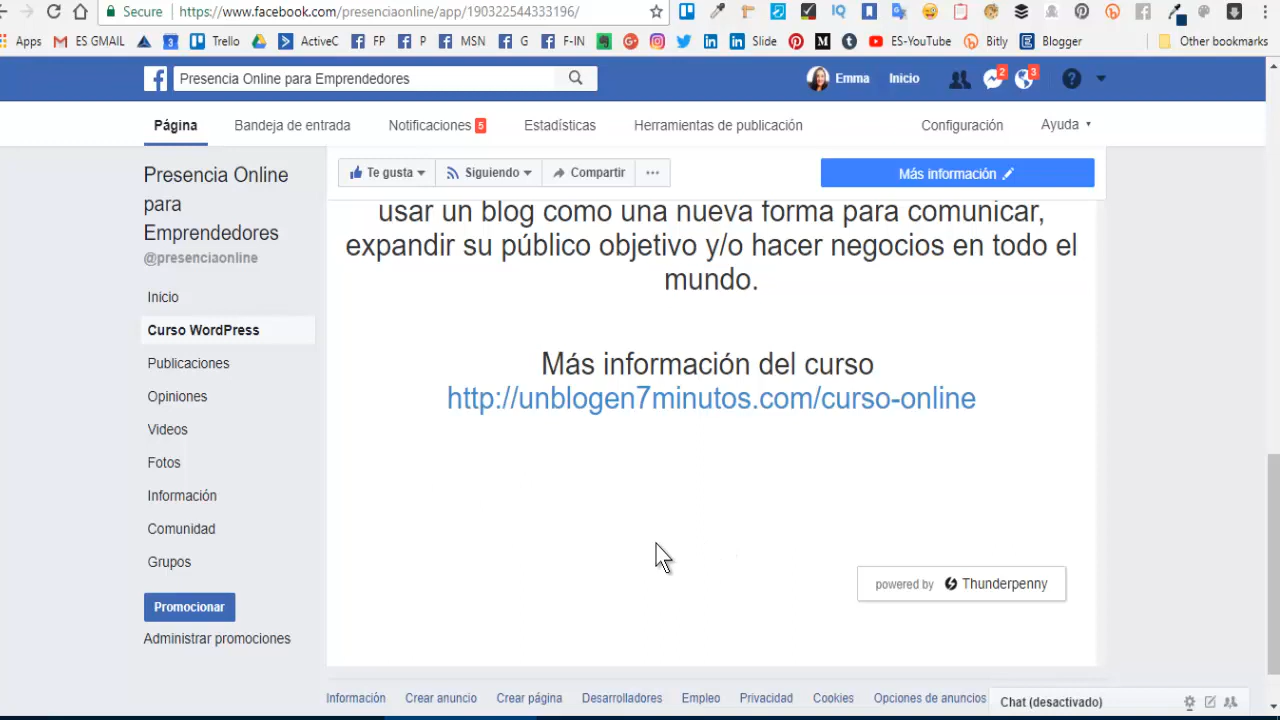 Secure https://www.facebook.com/presenciaonline/app/190322544333196/
Apps ES GMAIL Trello ActiveC FP P MSN G F-IN Slide ES-YouTube Bitly Blogger Other bookmarks
Presencia Online para Emprendedores Emma Inicio 2 3
Página Bandeja de entrada Notificaciones 5 Estadísticas Herramientas de publicación Configuración Ayuda
Presencia Online
para
Emprendedores
@presenciaonline
Inicio
Curso WordPress
Publicaciones
Opiniones
Videos
Fotos
Información
Comunidad
Grupos
Promocionar
Administrar promociones
Te gusta Siguiendo Compartir ... Más información
usar un blog como una nueva forma para comunicar,
expandir su público objetivo y/o hacer negocios en todo el
mundo.
Más información del curso
http://unblogen7minutos.com/curso-online
powered by Thunderpenny
Información Crear anuncio Crear página Desarrolladores Empleo Privacidad Cookies Opciones de anuncios
Chat (desactivado)